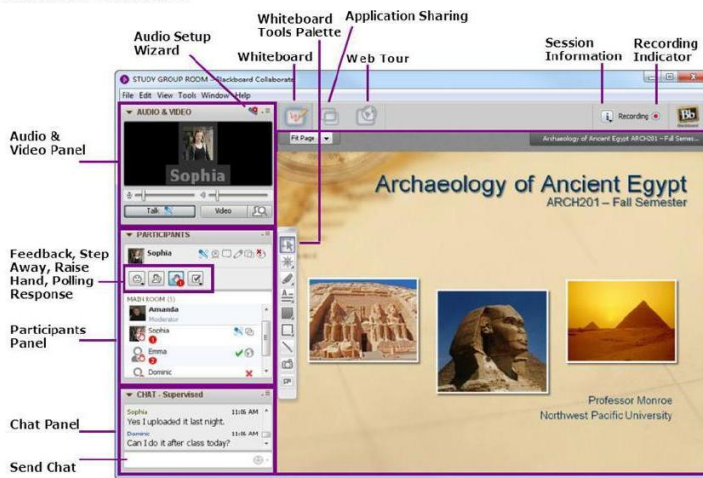 Audio Setup
Wizard
Whiteboard
Whiteboard
Tools Palette
Application Sharing
Web Tour
Session
Information
Recording
Indicator
STUDY GROUP ROOM – Blackboard Collaborate
File Edit View Tools Window Help
Audio &
Video Panel
AUDIO & VIDEO
Sophia
Talk
Video
Fit Page
Recording
Bb
Archaeology of Ancient Egypt ARCH201 – Fall Semes...
Archaeology of Ancient Egypt
ARCH201 – Fall Semester
Feedback, Step
Away, Raise
Hand, Polling
Response
PARTICIPANTS
Sophia
Participants
Panel
MAIN ROOM (5)
Amanda
Moderator
Sophia
1
Emma
2
Dominic
Chat Panel
CHAT - Supervised
Sophia 11:06 AM
Yes I uploaded it last night.
Dominic 11:06 AM
Can I do it after class today?
Send Chat
Professor Monroe
Northwest Pacific University